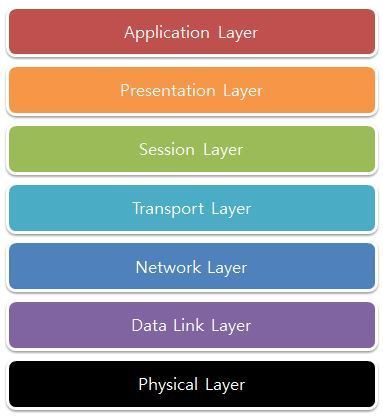 Application Layer
Presentation Layer
Session Layer
Transport Layer
Network Layer
Data Link Layer
Physical Layer